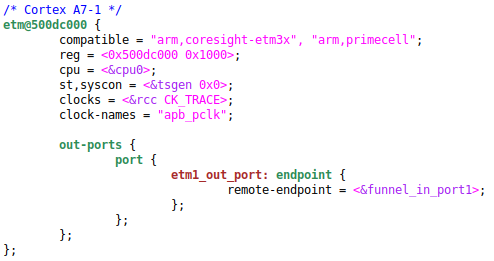 /* Cortex A7-1 */
etm@500dc000 {
        compatible = "arm,coresight-etm3x", "arm,primecell";
        reg = <0x500dc000 0x1000>;
        cpu = <&cpu0>;
        st,syscon = <&tsgen 0x0>;
        clocks = <&rcc CK_TRACE>;
        clock-names = "apb_pclk";

        out-ports {
                port {
                        etm1_out_port: endpoint {
                                remote-endpoint = <&funnel_in_port1>;
                        };
                };
        };
};